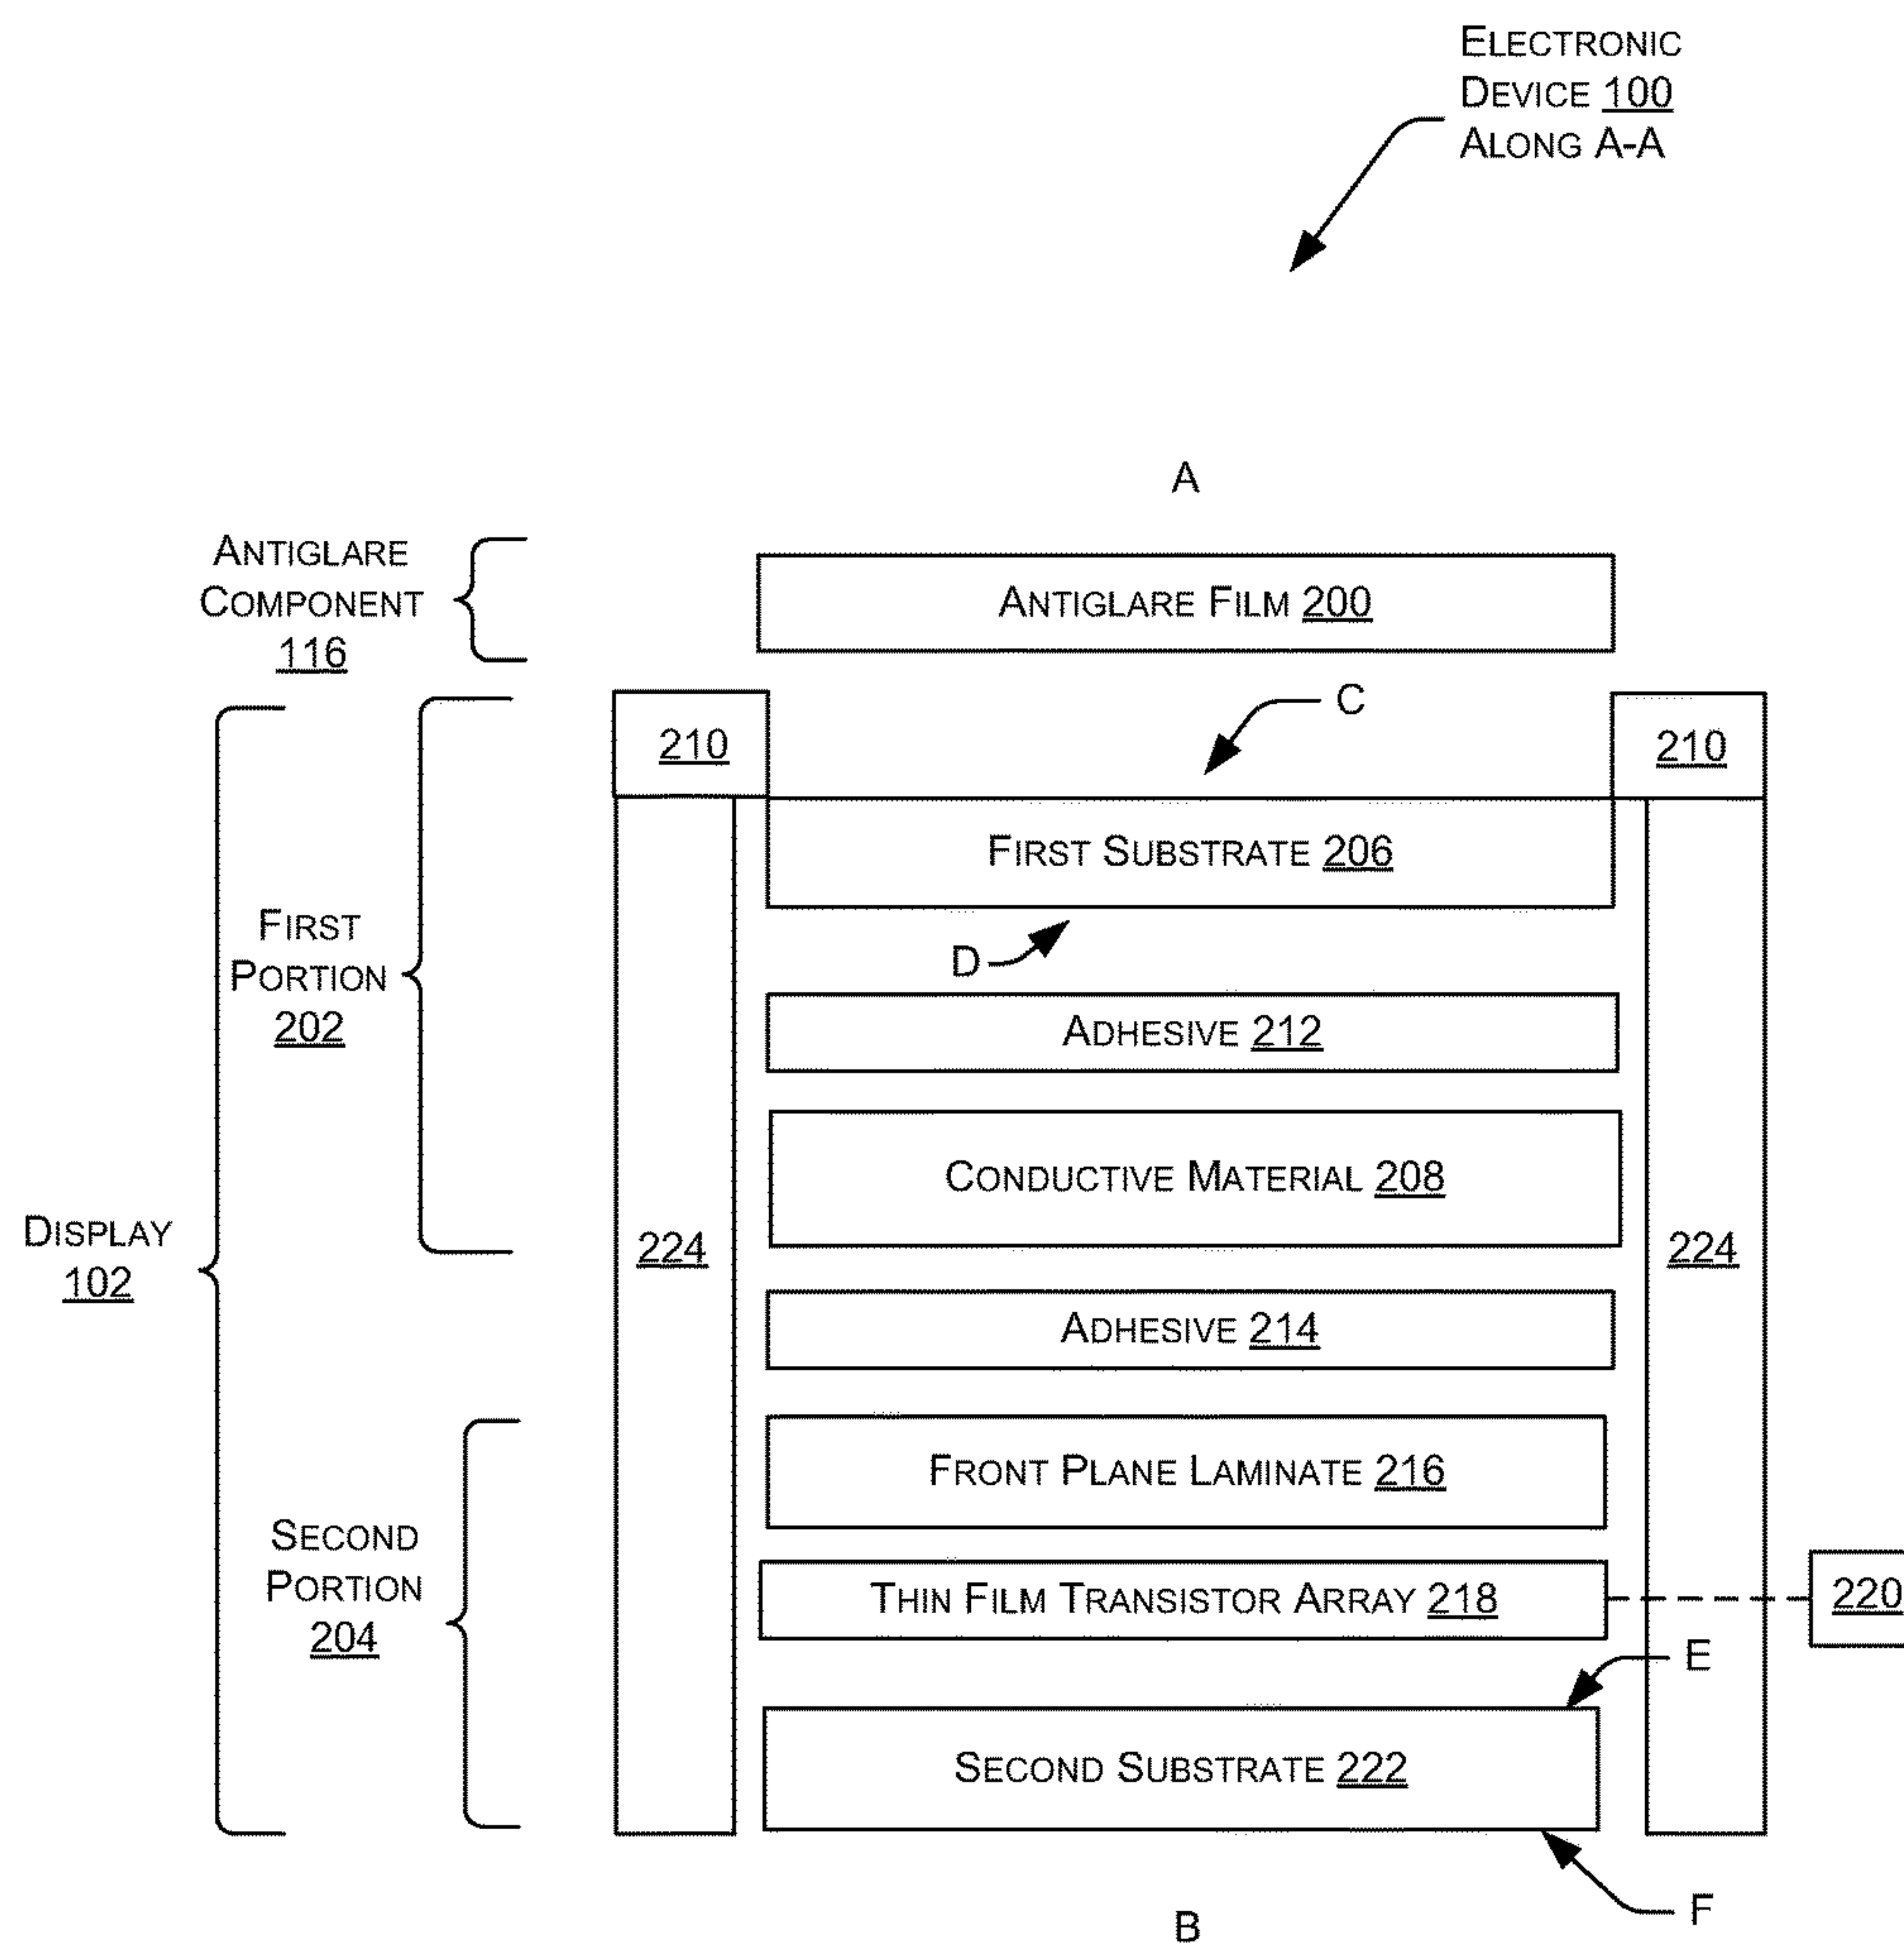 ELECTRONIC
DEVICE 100
ALONG A-A
A
ANTIGLARE
COMPONENT
116
ANTIGLARE FILM 200
C
210
210
FIRST SUBSTRATE 206
FIRST
PORTION
202
D
ADHESIVE 212
CONDUCTIVE MATERIAL 208
DISPLAY
102
224
224
ADHESIVE 214
FRONT PLANE LAMINATE 216
SECOND
PORTION
204
THIN FILM TRANSISTOR ARRAY 218
220
E
SECOND SUBSTRATE 222
F
B